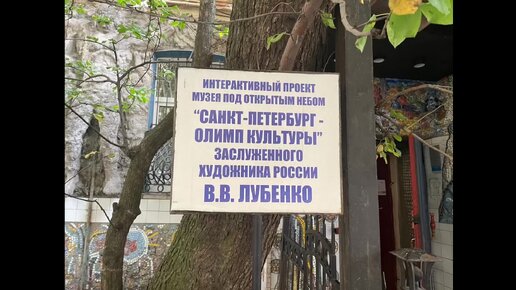 ИНТЕРАКТИВНЫЙ ПРОЕКТ
МУЗЕЯ ПОД ОТКРЫТЫМ НЕБОМ
"САНКТ-ПЕТЕРБУРГ -
ОЛИМП КУЛЬТУРЫ"
ЗАСЛУЖЕННОГО
ХУДОЖНИКА РОССИИ
В.В. ЛУБЕНКО